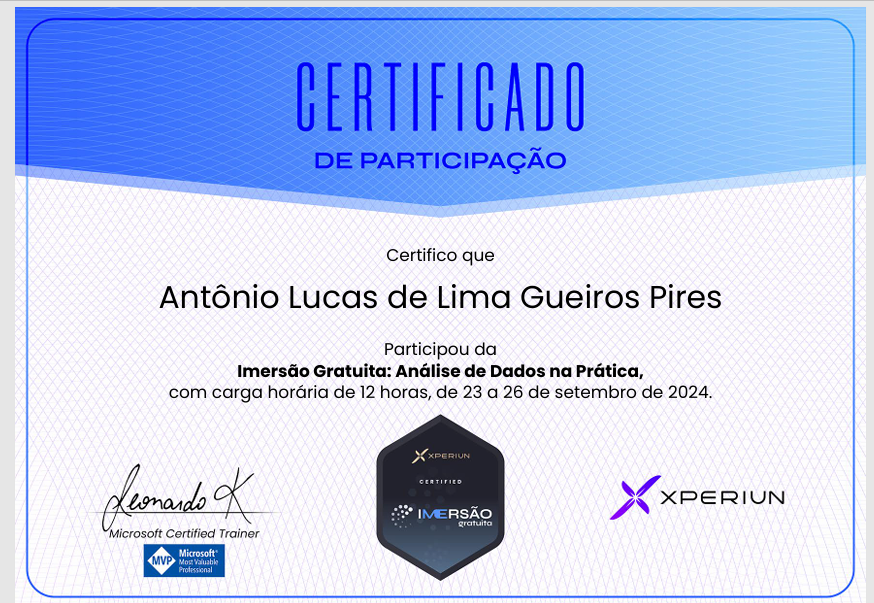 CERTIFICADO
DE PARTICIPAÇÃO
Certifico que
Antônio Lucas de Lima Gueiros Pires
Participou da
Imersão Gratuita: Análise de Dados na Prática,
com carga horária de 12 horas, de 23 a 26 de setembro de 2024.
XPERIUN
CERTIFIED
IMERSÃO
gratuita
Leonardo K
Microsoft Certified Trainer
MVP
Microsoft®
Most Valuable
Professional
XPERIUN